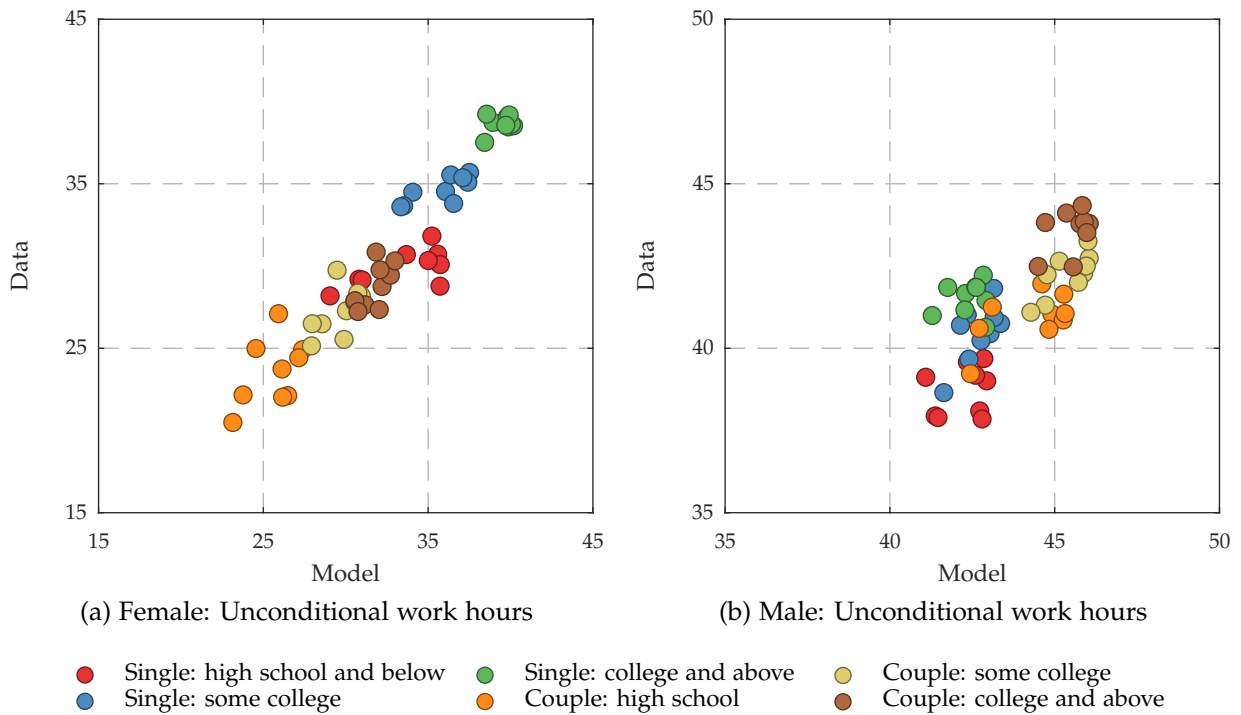 45
35
25
15
Data
15
25
35
45
Model
(a) Female: Unconditional work hours
50
45
40
35
Data
35
40
45
50
Model
(b) Male: Unconditional work hours
Single: high school and below
Single: college and above
Couple: some college
Single: some college
Couple: high school
Couple: college and above